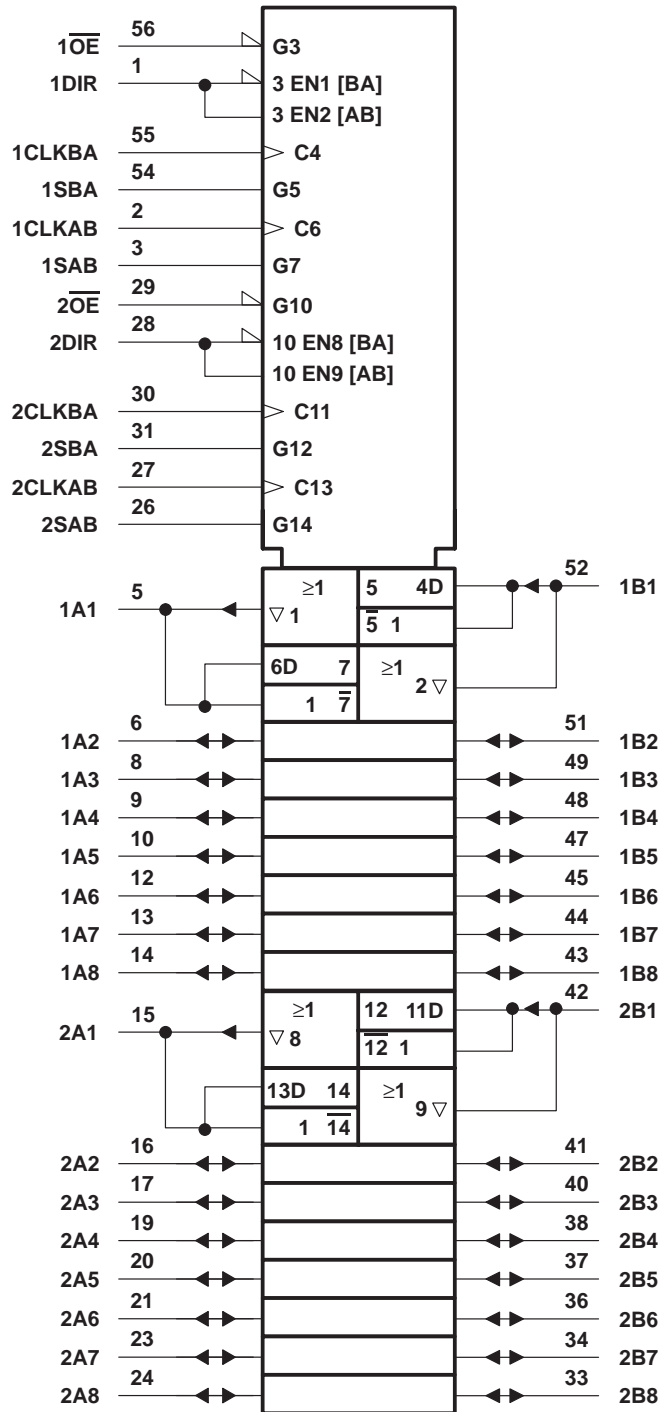 56
1O̅E̅ G3
1
1DIR 3 EN1 [BA]
3 EN2 [AB]
55
1CLKBA C4
54
1SBA G5
2
1CLKAB C6
3
1SAB G7
29
2O̅E̅ G10
28
2DIR 10 EN8 [BA]
10 EN9 [AB]
30
2CLKBA C11
31
2SBA G12
27
2CLKAB C13
26
2SAB G14
5 ≥1 5 4D 52
1A1 ▽ 1 5̅ 1 1B1
6D 7 ≥1
1 7̅ 2 ▽
6 51
1A2 1B2
8 49
1A3 1B3
9 48
1A4 1B4
10 47
1A5 1B5
12 45
1A6 1B6
13 44
1A7 1B7
14 43
1A8 1B8
15 ≥1 12 11D 42
2A1 ▽ 8 1̅2̅ 1 2B1
13D 14 ≥1
1 1̅4̅ 9 ▽
16 41
2A2 2B2
17 40
2A3 2B3
19 38
2A4 2B4
20 37
2A5 2B5
21 36
2A6 2B6
23 34
2A7 2B7
24 33
2A8 2B8